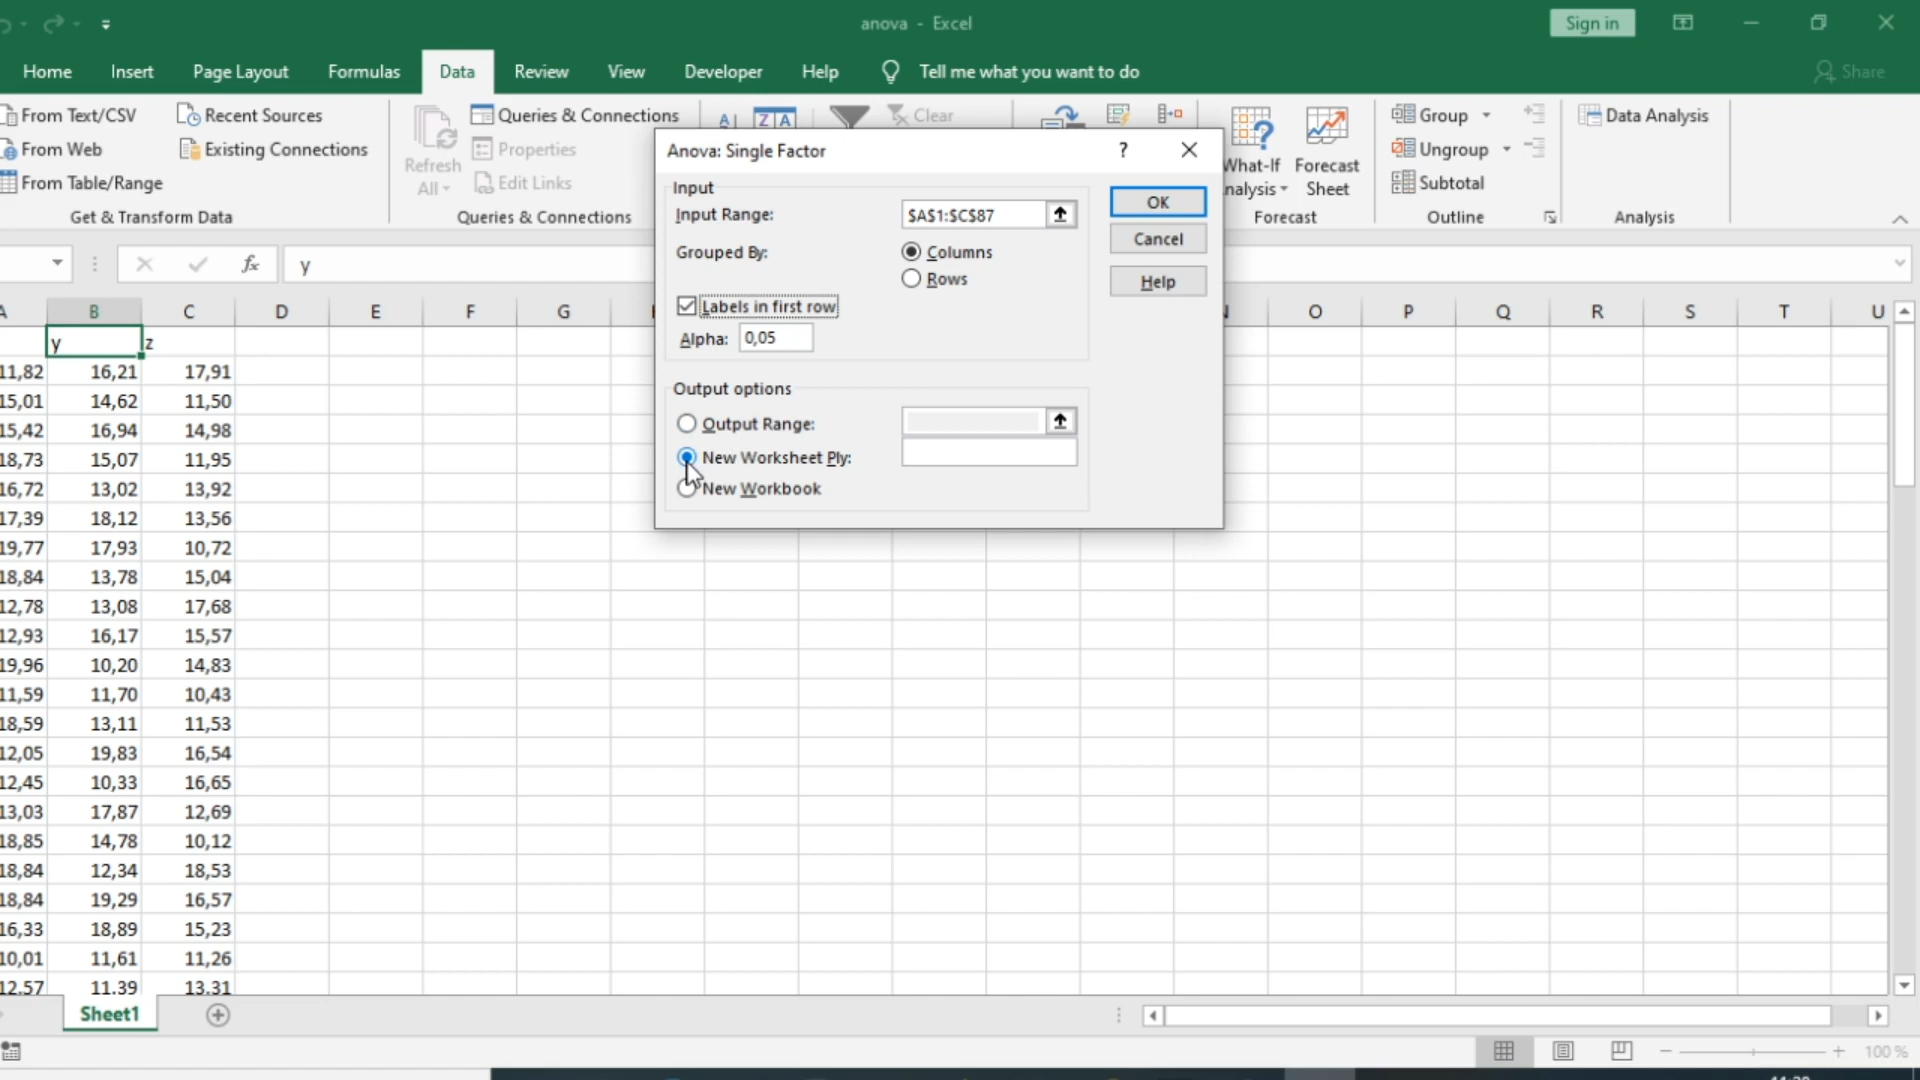 anova - Excel
Sign in
Home Insert Page Layout Formulas Data Review View Developer Help Tell me what you want to do Share
From Text/CSV Recent Sources
From Web Existing Connections
From Table/Range
Get & Transform Data
Refresh All
Queries & Connections
Properties
Edit Links
Queries & Connections
Clear
Forecast Sheet
Forecast
Group
Ungroup
Subtotal
Outline
Data Analysis
Analysis
Anova: Single Factor ?
Input
Input Range: $A$1:$C$87
Grouped By: Columns
Rows
Labels in first row
Alpha: 0,05
Output options
Output Range:
New Worksheet Ply:
New Workbook
OK
Cancel
Help
fx y
B C D E F G O P Q R S T U
y z
11,82 16,21 17,91
15,01 14,62 11,50
15,42 16,94 14,98
18,73 15,07 11,95
16,72 13,02 13,92
17,39 18,12 13,56
19,77 17,93 10,72
18,84 13,78 15,04
12,78 13,08 17,68
12,93 16,17 15,57
19,96 10,20 14,83
11,59 11,70 10,43
18,59 13,11 11,53
12,05 19,83 16,54
12,45 10,33 16,65
13,03 17,87 12,69
18,85 14,78 10,12
18,84 12,34 18,53
18,84 19,29 16,57
16,33 18,89 15,23
10,01 11,61 11,26
12,57 11,39 13,31
Sheet1
100 %